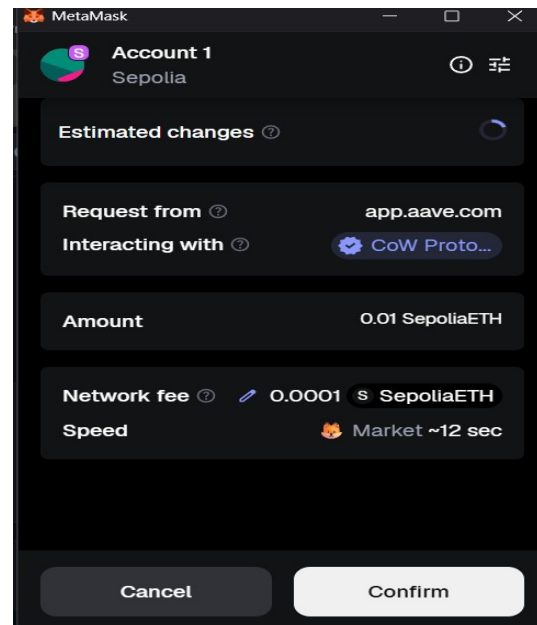 MetaMask
S
Account 1
Sepolia
Estimated changes
Request from app.aave.com
Interacting with CoW Proto...
Amount 0.01 SepoliaETH
Network fee 0.0001 S SepoliaETH
Speed Market ~12 sec
Cancel Confirm